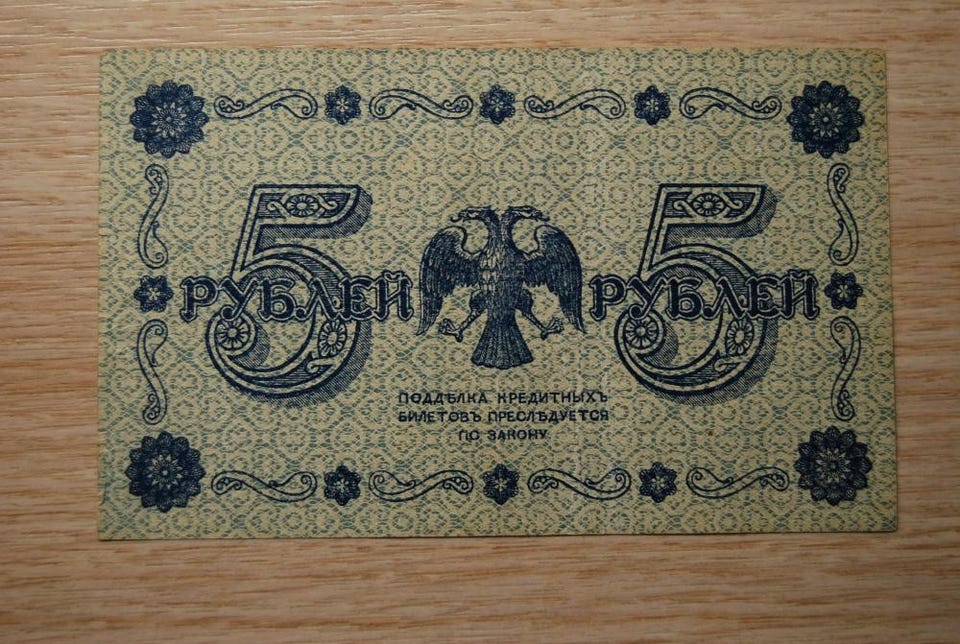 5 5
РУБЛЕЙ РУБЛЕЙ
ПОДДѢЛКА КРЕДИТНЫХЪ
БИЛЕТОВЪ ПРЕСЛѢДУЕТСЯ
ПО ЗАКОНУ